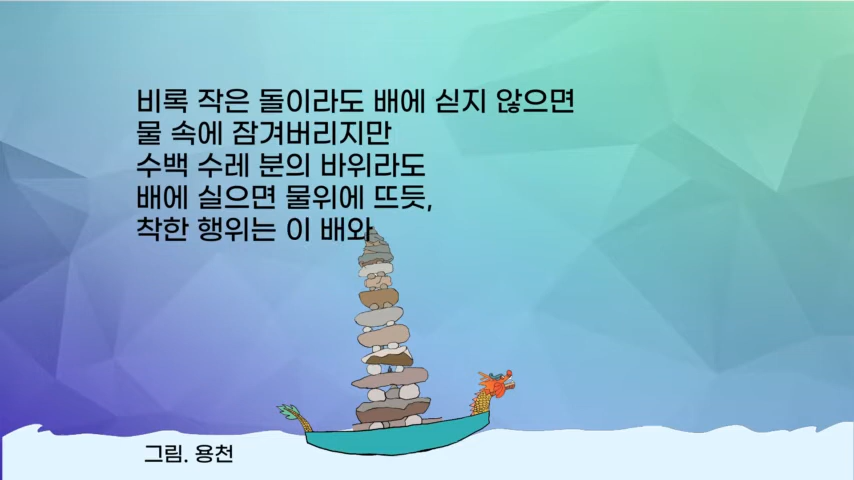 비록 작은 돌이라도 배에 싣지 않으면
물 속에 잠겨버리지만
수백 수레 분의 바위라도
배에 실으면 물위에 뜨듯,
착한 행위는 이 배와
그림. 용천